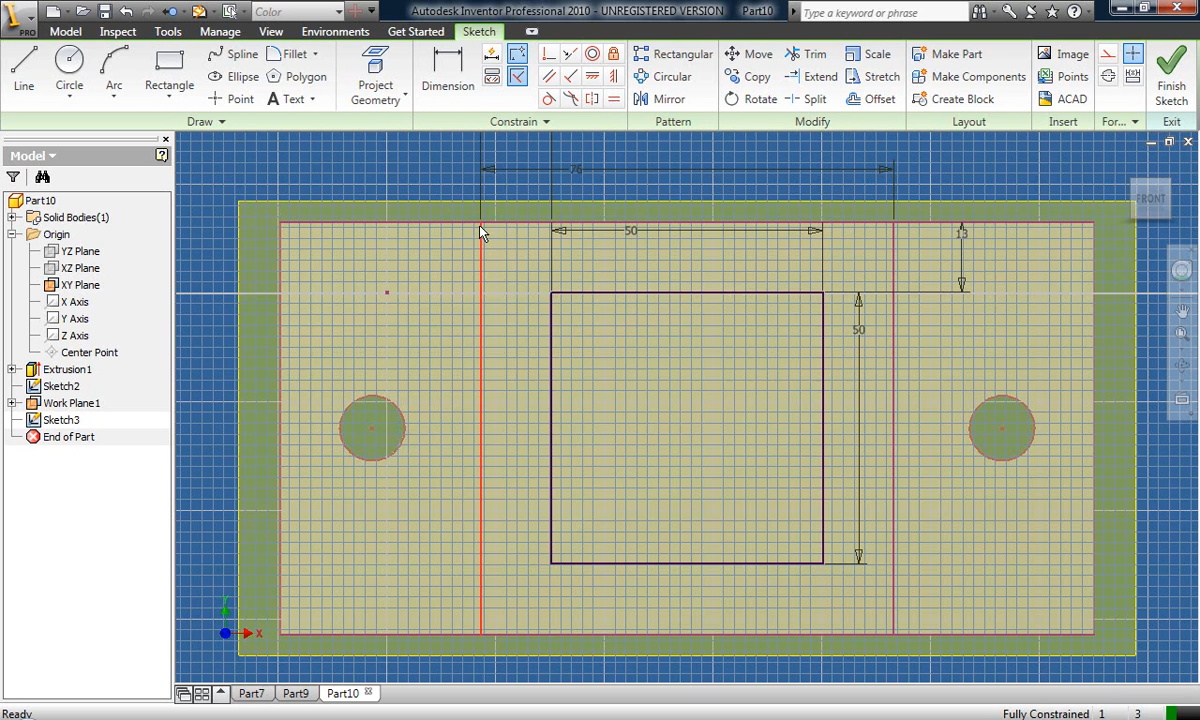 Color
Autodesk Inventor Professional 2010 - UNREGISTERED VERSION Part10
Type a keyword or phrase
PRO
Model Inspect Tools Manage View Environments Get Started Sketch
Line Circle Arc Rectangle
Spline Fillet
Ellipse Polygon
Point Text
Project Geometry
Dimension
Rectangular
Circular
Mirror
Move Trim Scale
Copy Extend Stretch
Rotate Split Offset
Make Part
Make Components
Create Block
Image
Points
ACAD
Finish Sketch
Draw Constrain Pattern Modify Layout Insert For... Exit
Model
Part10
Solid Bodies(1)
Origin
YZ Plane
XZ Plane
XY Plane
X Axis
Y Axis
Z Axis
Center Point
Extrusion1
Sketch2
Work Plane1
Sketch3
End of Part
76
FRONT
50
13
50
Y
X
Part7 Part9 Part10
Ready
Fully Constrained 1 3